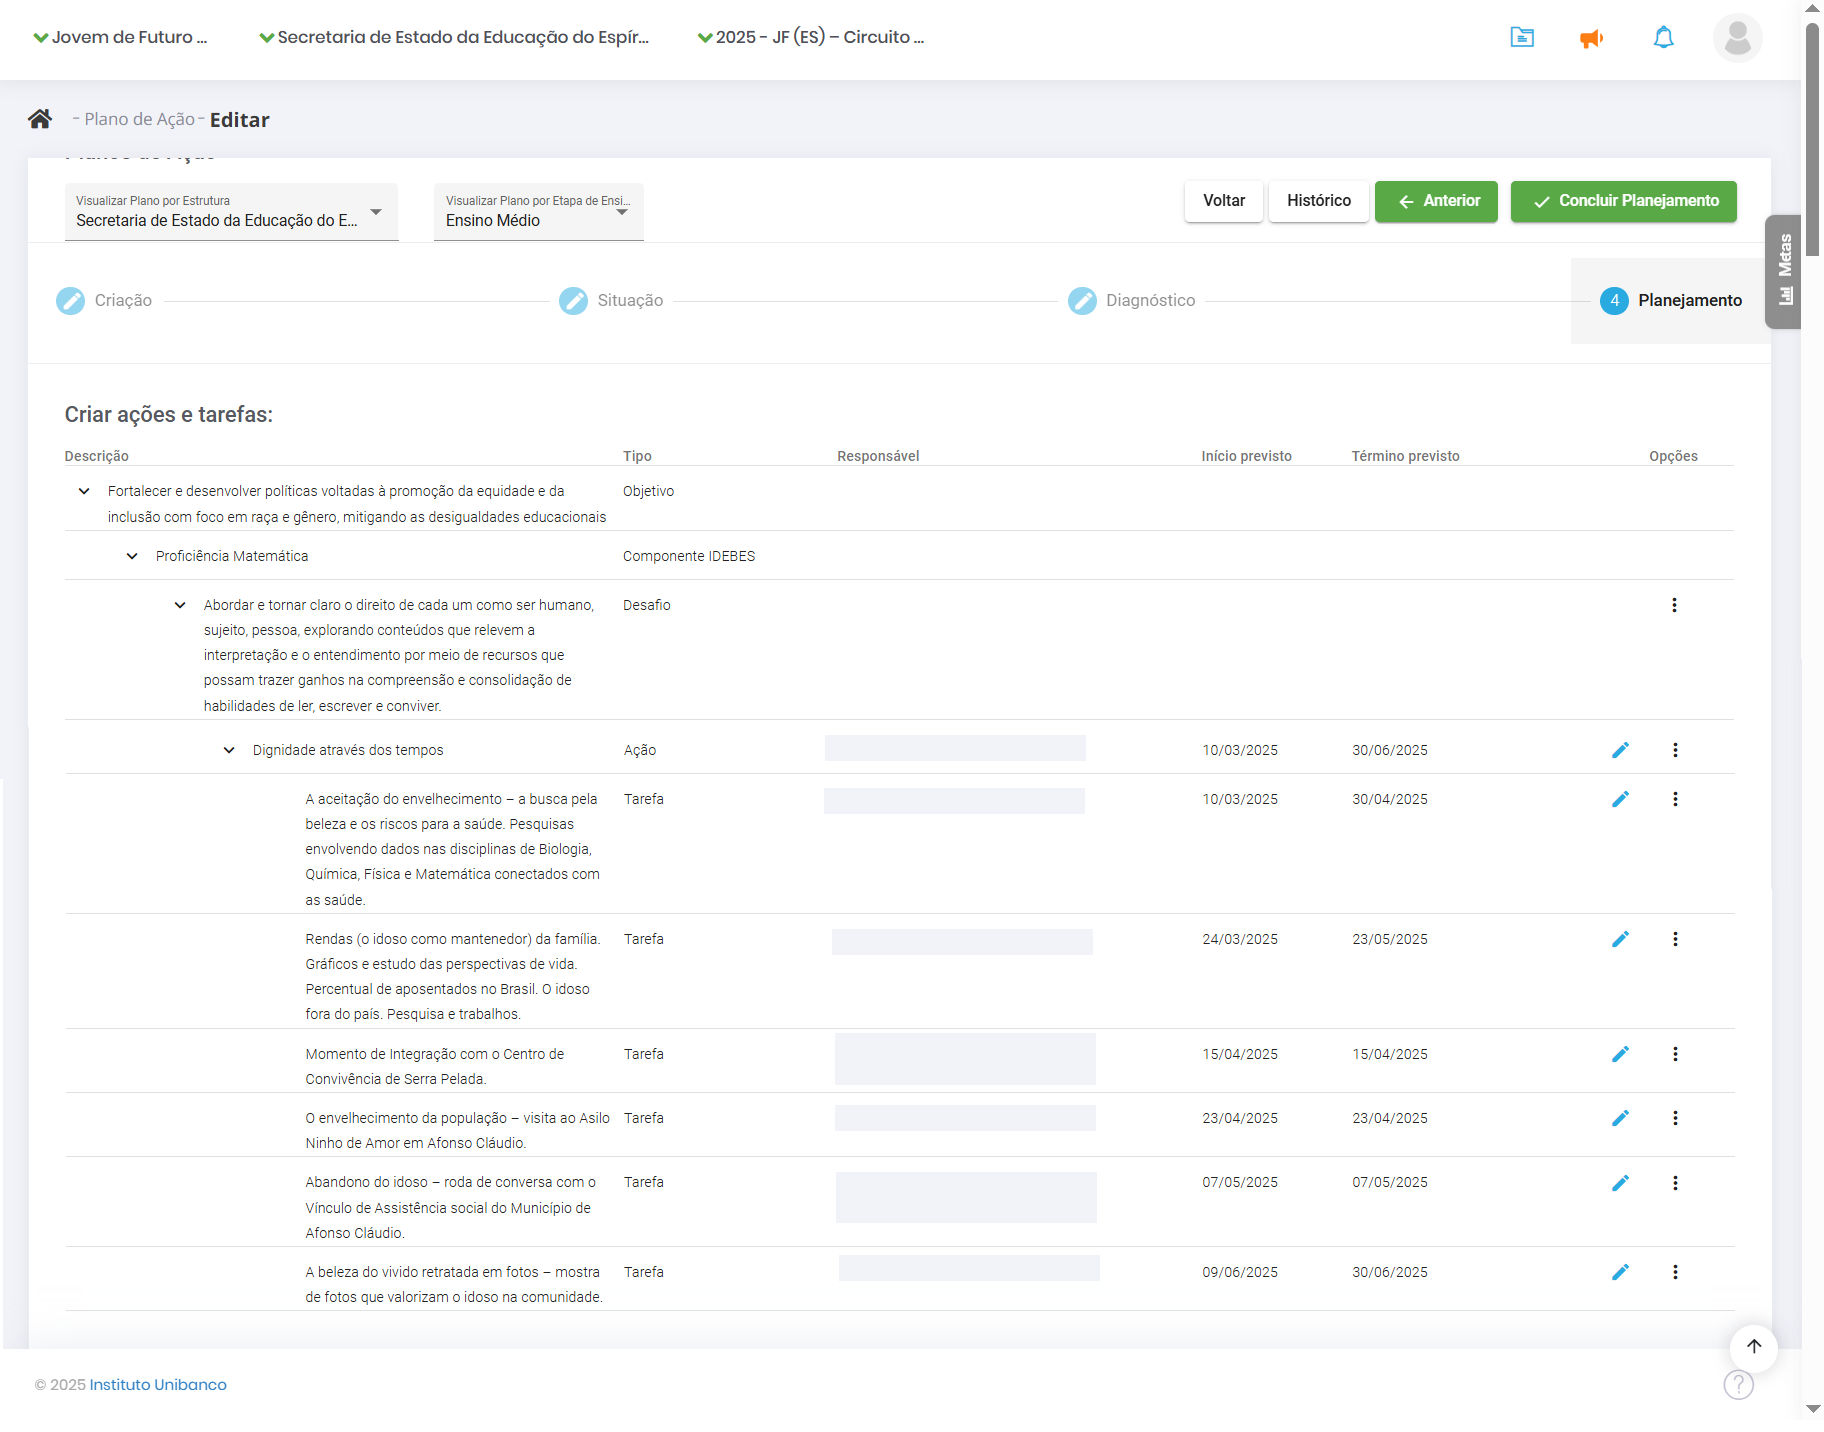 Jovem de Futuro ...
Secretaria de Estado da Educação do Espír...
2025 - JF (ES) – Circuito ...
- Plano de Ação - Editar
Visualizar Plano por Estrutura
Secretaria de Estado da Educação do E...
Visualizar Plano por Etapa de Ensi...
Ensino Médio
Voltar
Histórico
Anterior
Concluir Planejamento
Metas
Criação
Situação
Diagnóstico
4 Planejamento
Criar ações e tarefas:
Descrição Tipo Responsável Início previsto Término previsto Opções
Fortalecer e desenvolver políticas voltadas à promoção da equidade e da Objetivo
inclusão com foco em raça e gênero, mitigando as desigualdades educacionais
Proficiência Matemática Componente IDEBES
Abordar e tornar claro o direito de cada um como ser humano, Desafio
sujeito, pessoa, explorando conteúdos que relevem a
interpretação e o entendimento por meio de recursos que
possam trazer ganhos na compreensão e consolidação de
habilidades de ler, escrever e conviver.
Dignidade através dos tempos Ação 10/03/2025 30/06/2025
A aceitação do envelhecimento – a busca pela Tarefa 10/03/2025 30/04/2025
beleza e os riscos para a saúde. Pesquisas
envolvendo dados nas disciplinas de Biologia,
Química, Física e Matemática conectados com
as saúde.
Rendas (o idoso como mantenedor) da família. Tarefa 24/03/2025 23/05/2025
Gráficos e estudo das perspectivas de vida.
Percentual de aposentados no Brasil. O idoso
fora do país. Pesquisa e trabalhos.
Momento de Integração com o Centro de Tarefa 15/04/2025 15/04/2025
Convivência de Serra Pelada.
O envelhecimento da população – visita ao Asilo Tarefa 23/04/2025 23/04/2025
Ninho de Amor em Afonso Cláudio.
Abandono do idoso – roda de conversa com o Tarefa 07/05/2025 07/05/2025
Vínculo de Assistência social do Município de
Afonso Cláudio.
A beleza do vivido retratada em fotos – mostra Tarefa 09/06/2025 30/06/2025
de fotos que valorizam o idoso na comunidade.
© 2025 Instituto Unibanco
?